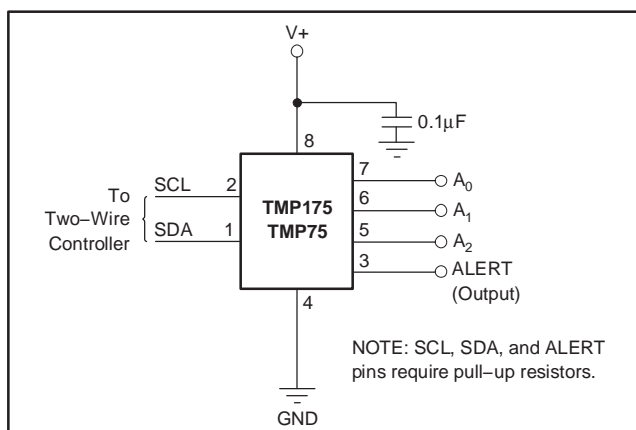 V+
0.1µF
8
7
A0
SCL
2
To
Two–Wire
Controller
TMP175
TMP75
6
A1
SDA
1
5
A2
3
ALERT
(Output)
4
NOTE: SCL, SDA, and ALERT
pins require pull–up resistors.
GND